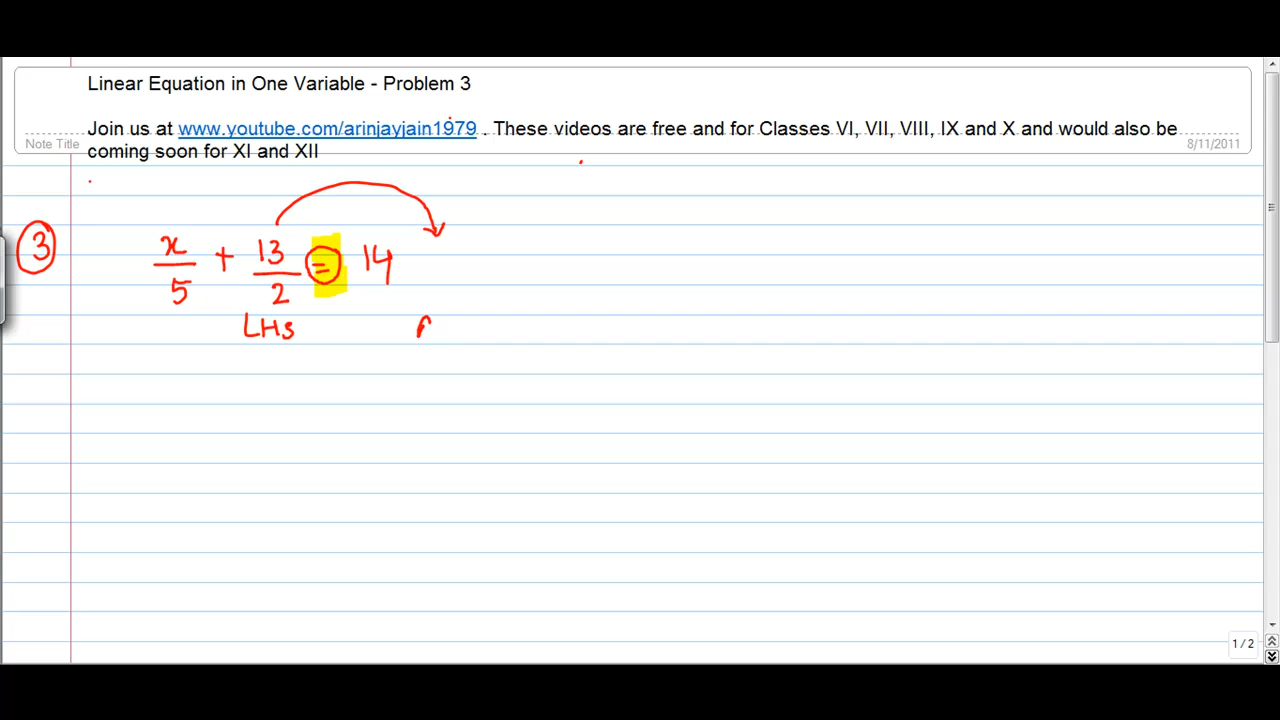 Linear Equation in One Variable - Problem 3
Join us at www.youtube.com/arinjayjain1979 . These videos are free and for Classes VI, VII, VIII, IX and X and would also be
Note Title
8/11/2011
coming soon for XI and XII
3
x/5 + 13/2 = 14
LHS
1 / 2